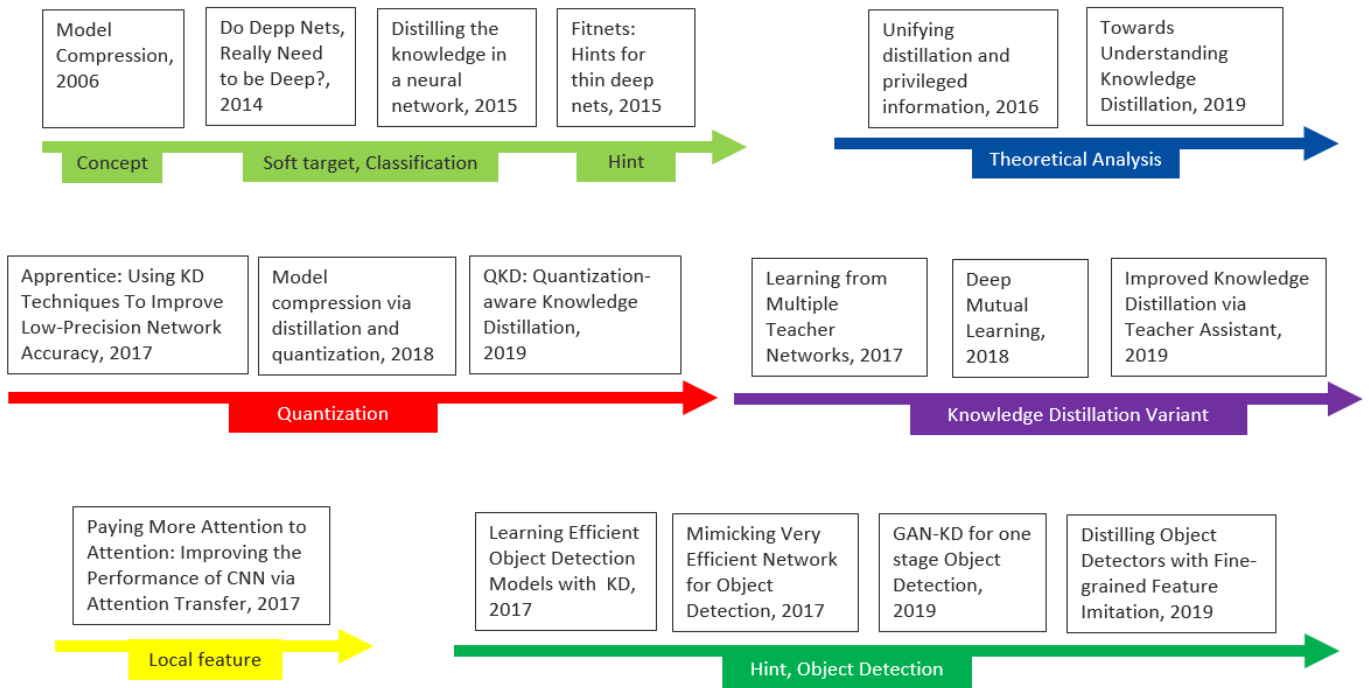 Model
Compression,
2006
Do Depp Nets,
Really Need
to be Deep?,
2014
Distilling the
knowledge in
a neural
network, 2015
Fitnets:
Hints for
thin deep
nets, 2015
Concept
Soft target, Classification
Hint
Unifying
distillation and
privileged
information, 2016
Towards
Understanding
Knowledge
Distillation, 2019
Theoretical Analysis
Apprentice: Using KD
Techniques To Improve
Low-Precision Network
Accuracy, 2017
Model
compression via
distillation and
quantization, 2018
QKD: Quantization-
aware Knowledge
Distillation,
2019
Quantization
Learning from
Multiple
Teacher
Networks, 2017
Deep
Mutual
Learning,
2018
Improved Knowledge
Distillation via
Teacher Assistant,
2019
Knowledge Distillation Variant
Paying More Attention to
Attention: Improving the
Performance of CNN via
Attention Transfer, 2017
Local feature
Learning Efficient
Object Detection
Models with KD,
2017
Mimicking Very
Efficient Network
for Object
Detection, 2017
GAN-KD for one
stage Object
Detection,
2019
Distilling Object
Detectors with Fine-
grained Feature
Imitation, 2019
Hint, Object Detection